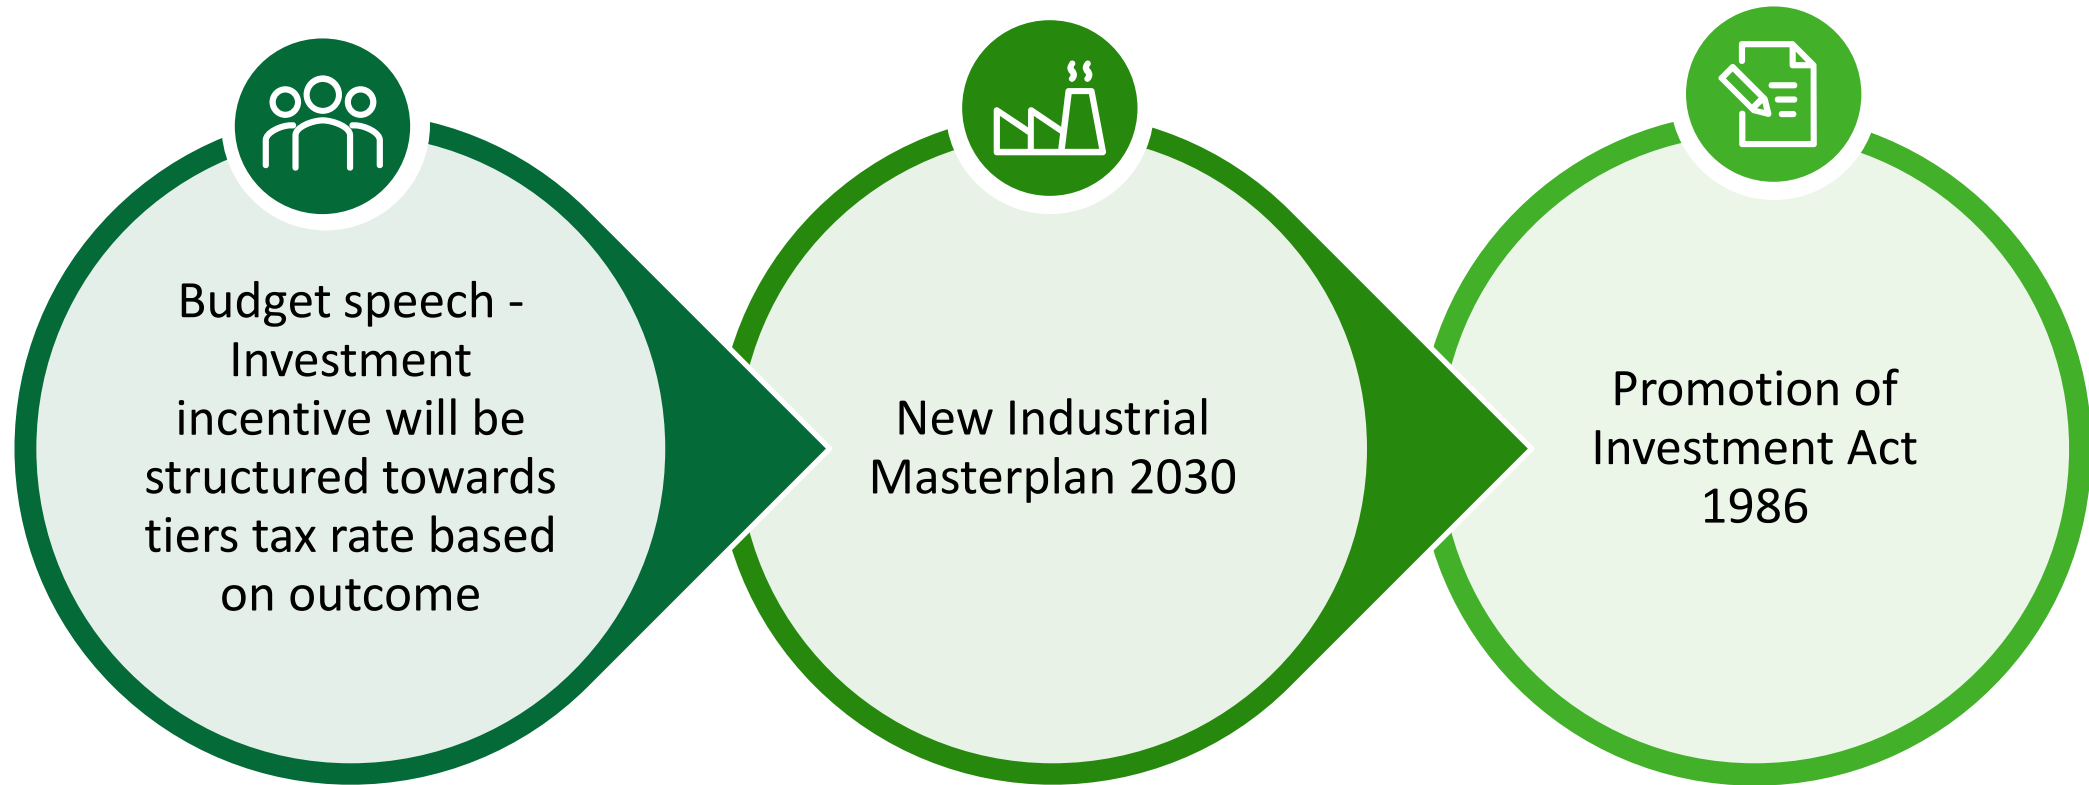 Budget speech -
Investment
incentive will be
structured towards
tiers tax rate based
on outcome
New Industrial
Masterplan 2030
Promotion of
Investment Act
1986